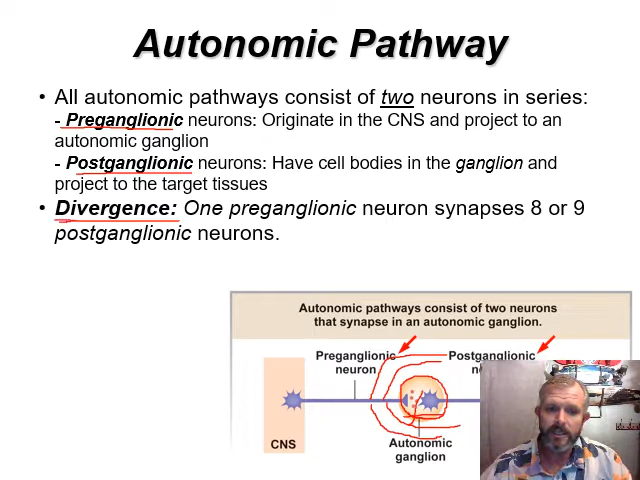 Autonomic Pathway
• All autonomic pathways consist of two neurons in series:
- Preganglionic neurons: Originate in the CNS and project to an
autonomic ganglion
- Postganglionic neurons: Have cell bodies in the ganglion and
project to the target tissues
• Divergence: One preganglionic neuron synapses 8 or 9
postganglionic neurons.
Autonomic pathways consist of two neurons
that synapse in an autonomic ganglion.
Preganglionic
neuron
Postganglionic
CNS
Autonomic
ganglion